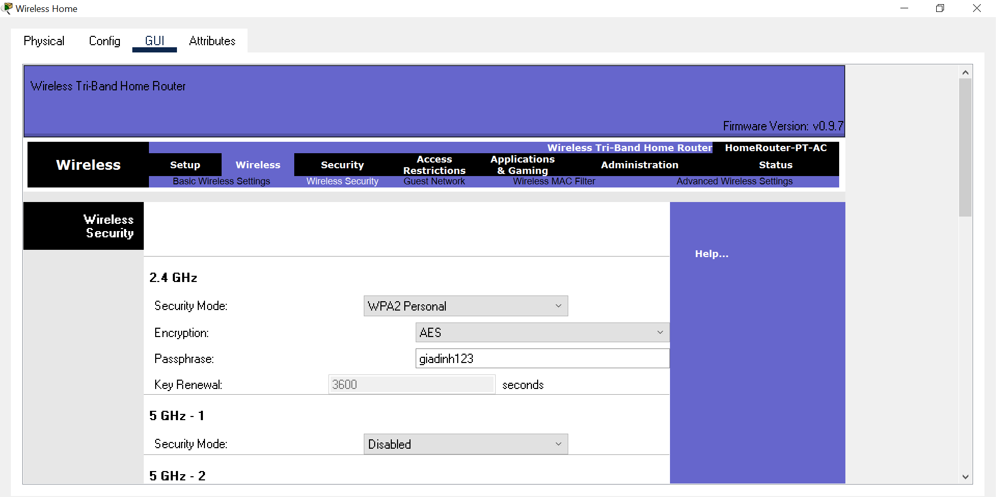 Wireless Home
Physical Config GUI Attributes
Wireless Tri-Band Home Router
Firmware Version: v0.9.7
Wireless Tri-Band Home Router HomeRouter-PT-AC
Wireless
Setup Wireless Security Access Restrictions Applications & Gaming Administration Status
Basic Wireless Settings Wireless Security Guest Network Wireless MAC Filter Advanced Wireless Settings
Wireless
Security
Help...
2.4 GHz
Security Mode: WPA2 Personal
Encryption: AES
Passphrase: giadinh123
Key Renewal: 3600 seconds
5 GHz - 1
Security Mode: Disabled
5 GHz - 2